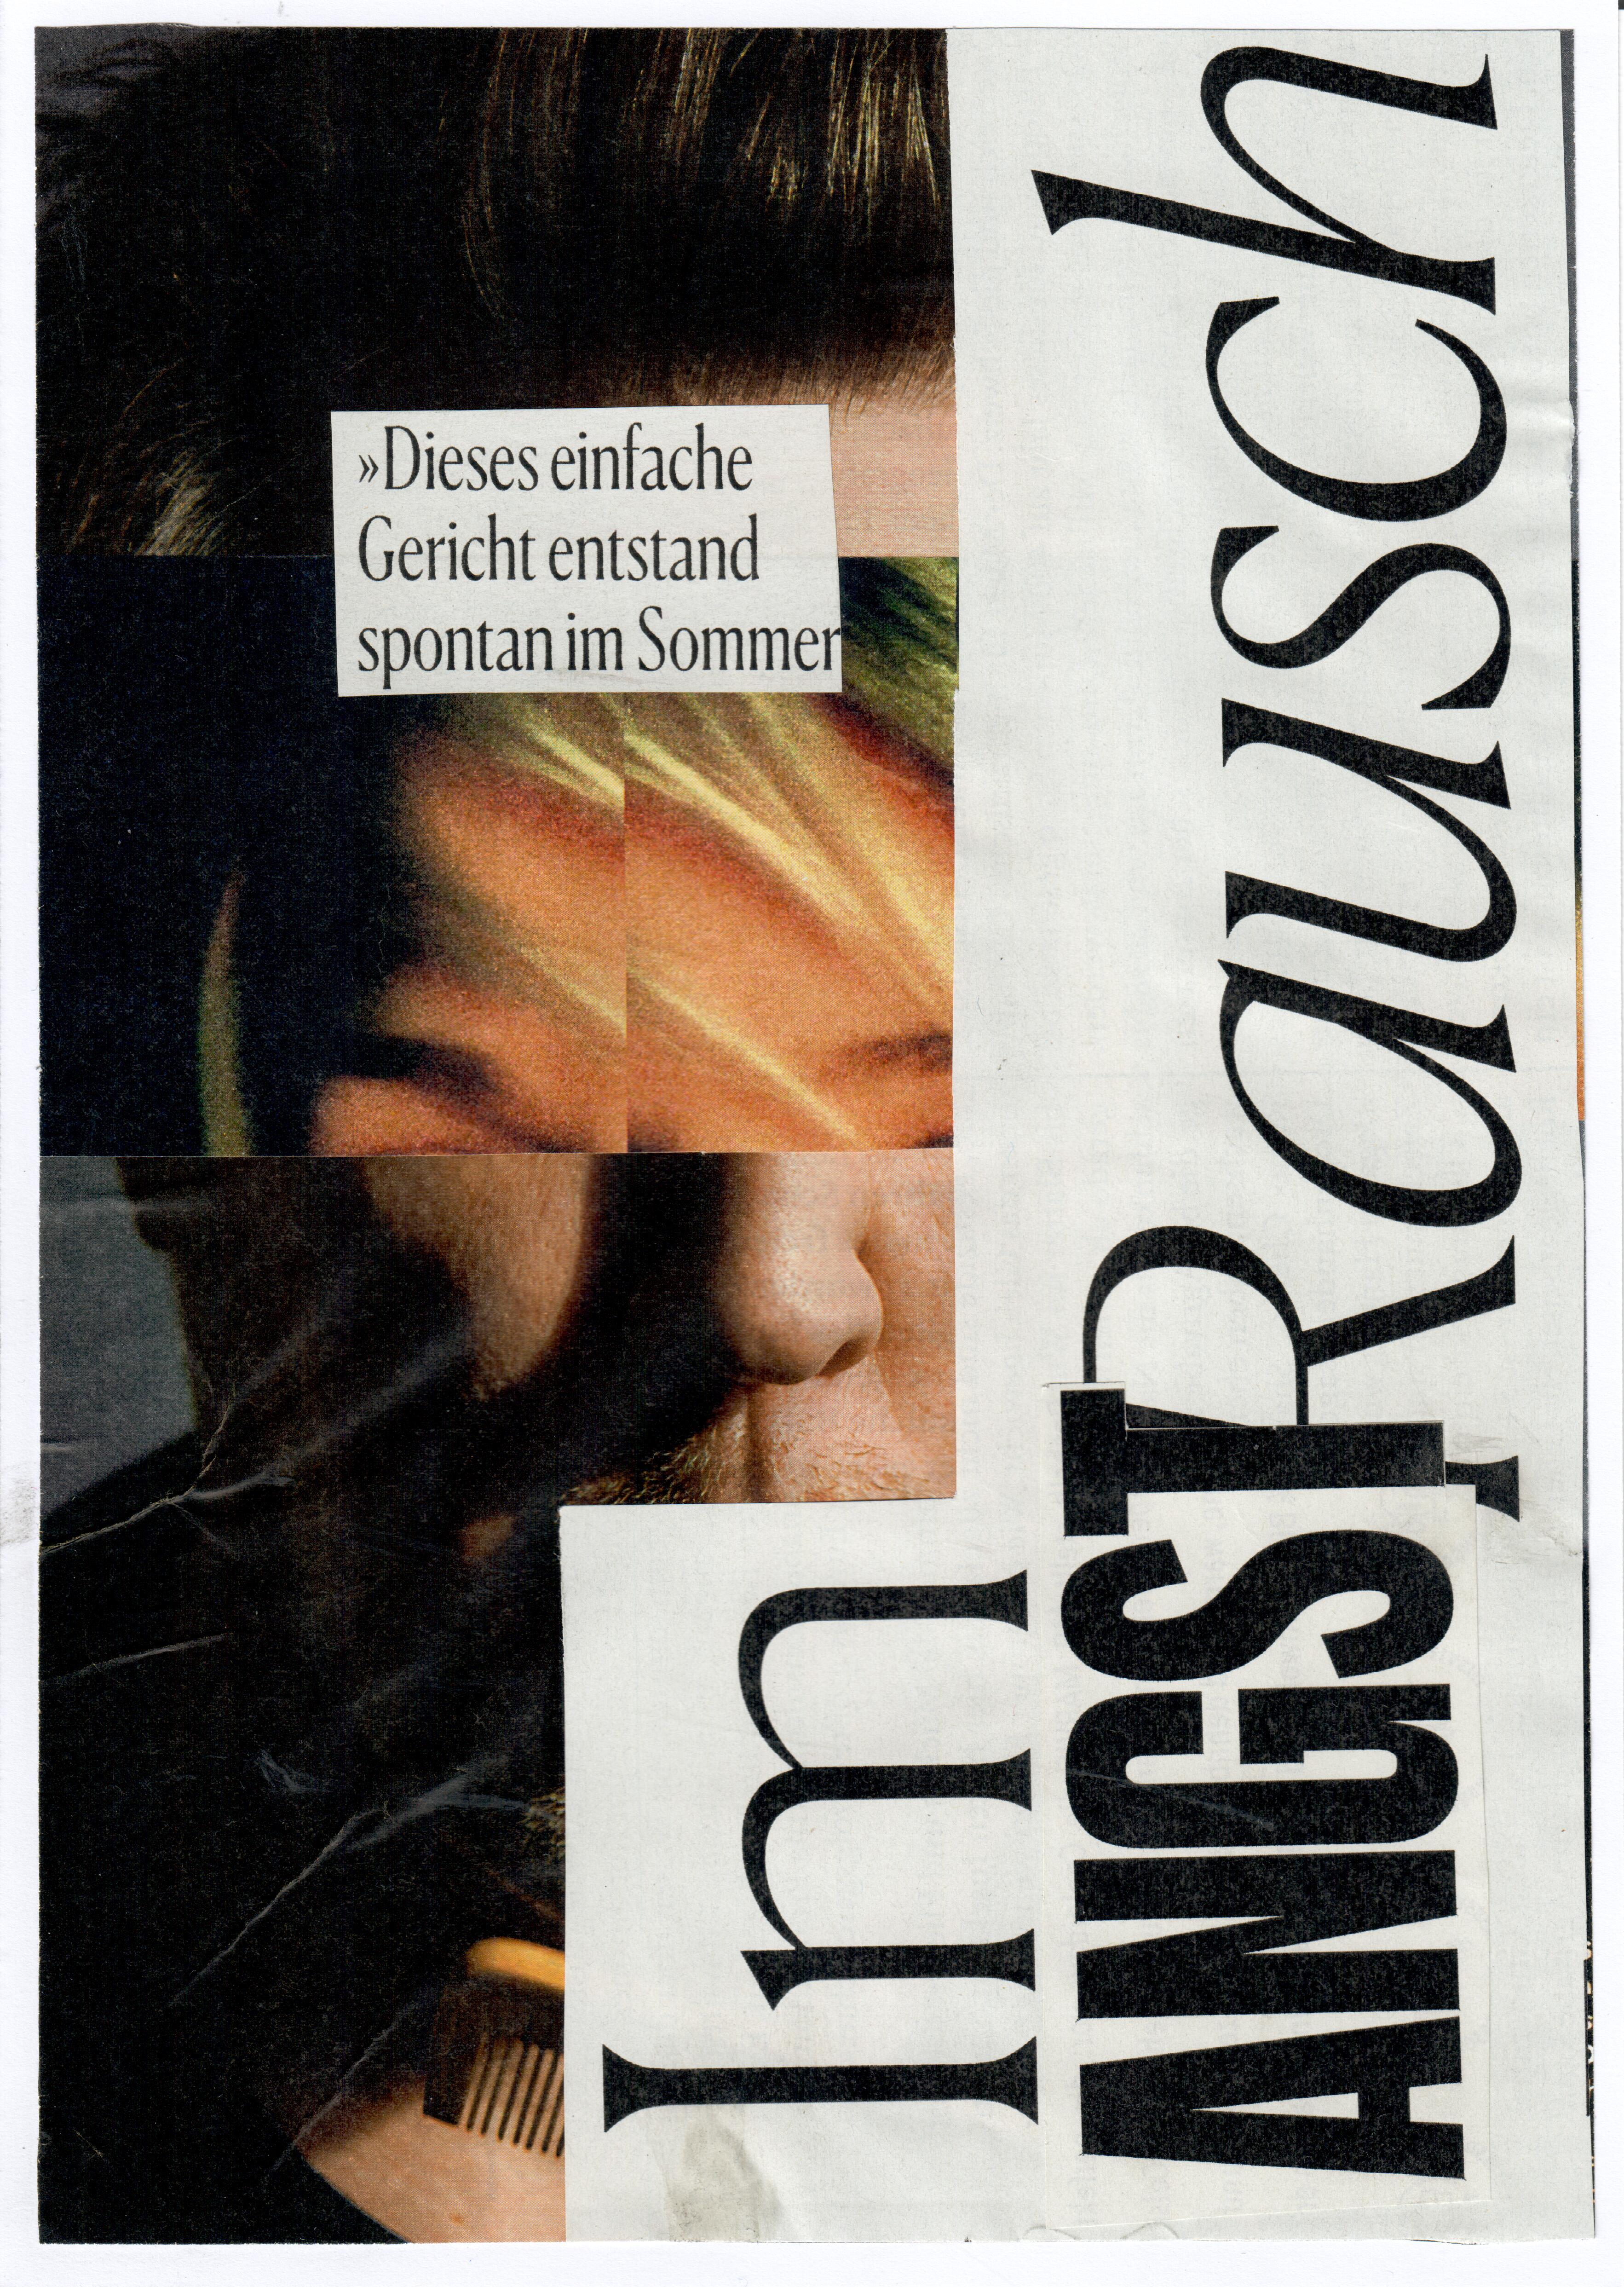 »Dieses einfache
Gericht entstand
spontan im Sommer
Im
ANGST Rausch